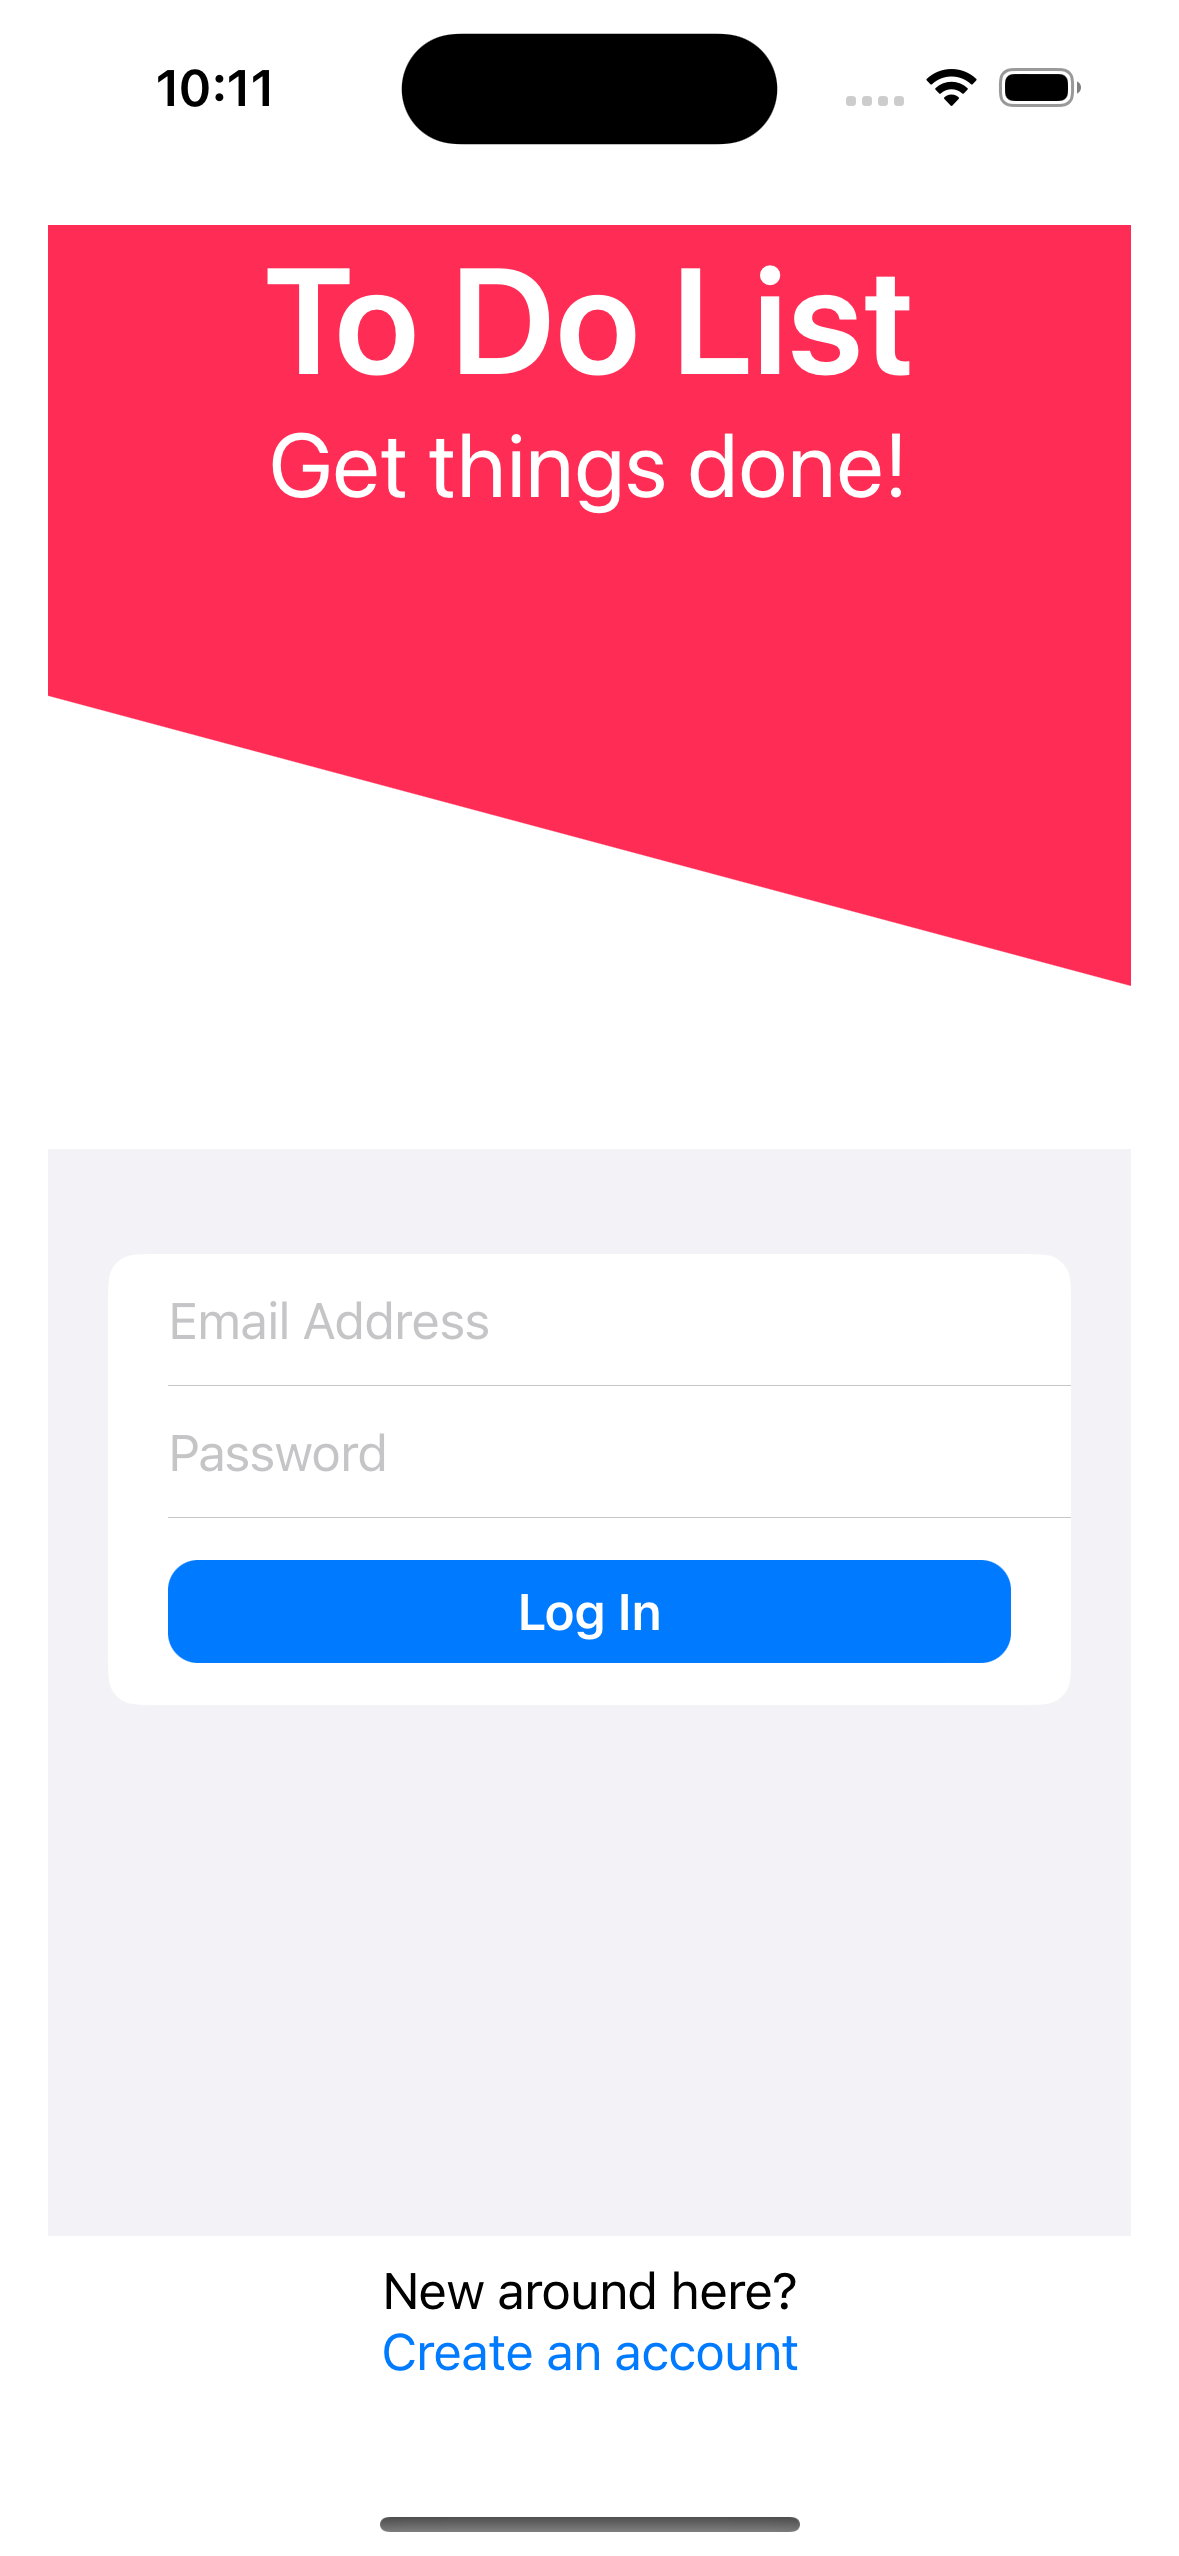 10:11
To Do List
Get things done!
Email Address
Password
Log In
New around here?
Create an account